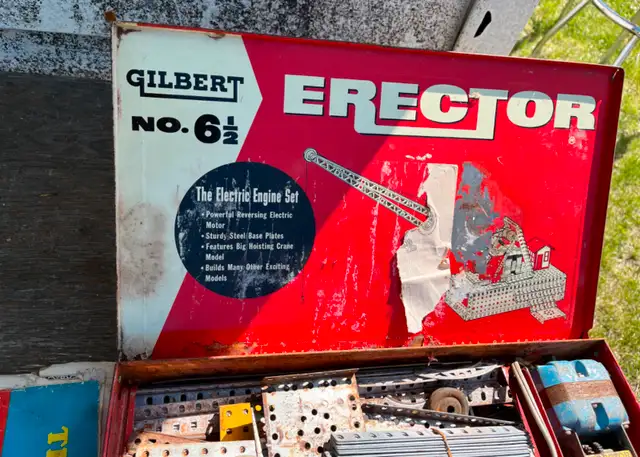 GILBERT
NO. 6½
ERECTOR
The Electric Engine Set
• Powerful Reversing Electric
Motor
• Sturdy Steel Base Plates
• Features Big Hoisting Crane
Model
• Builds Many Other Exciting
Models